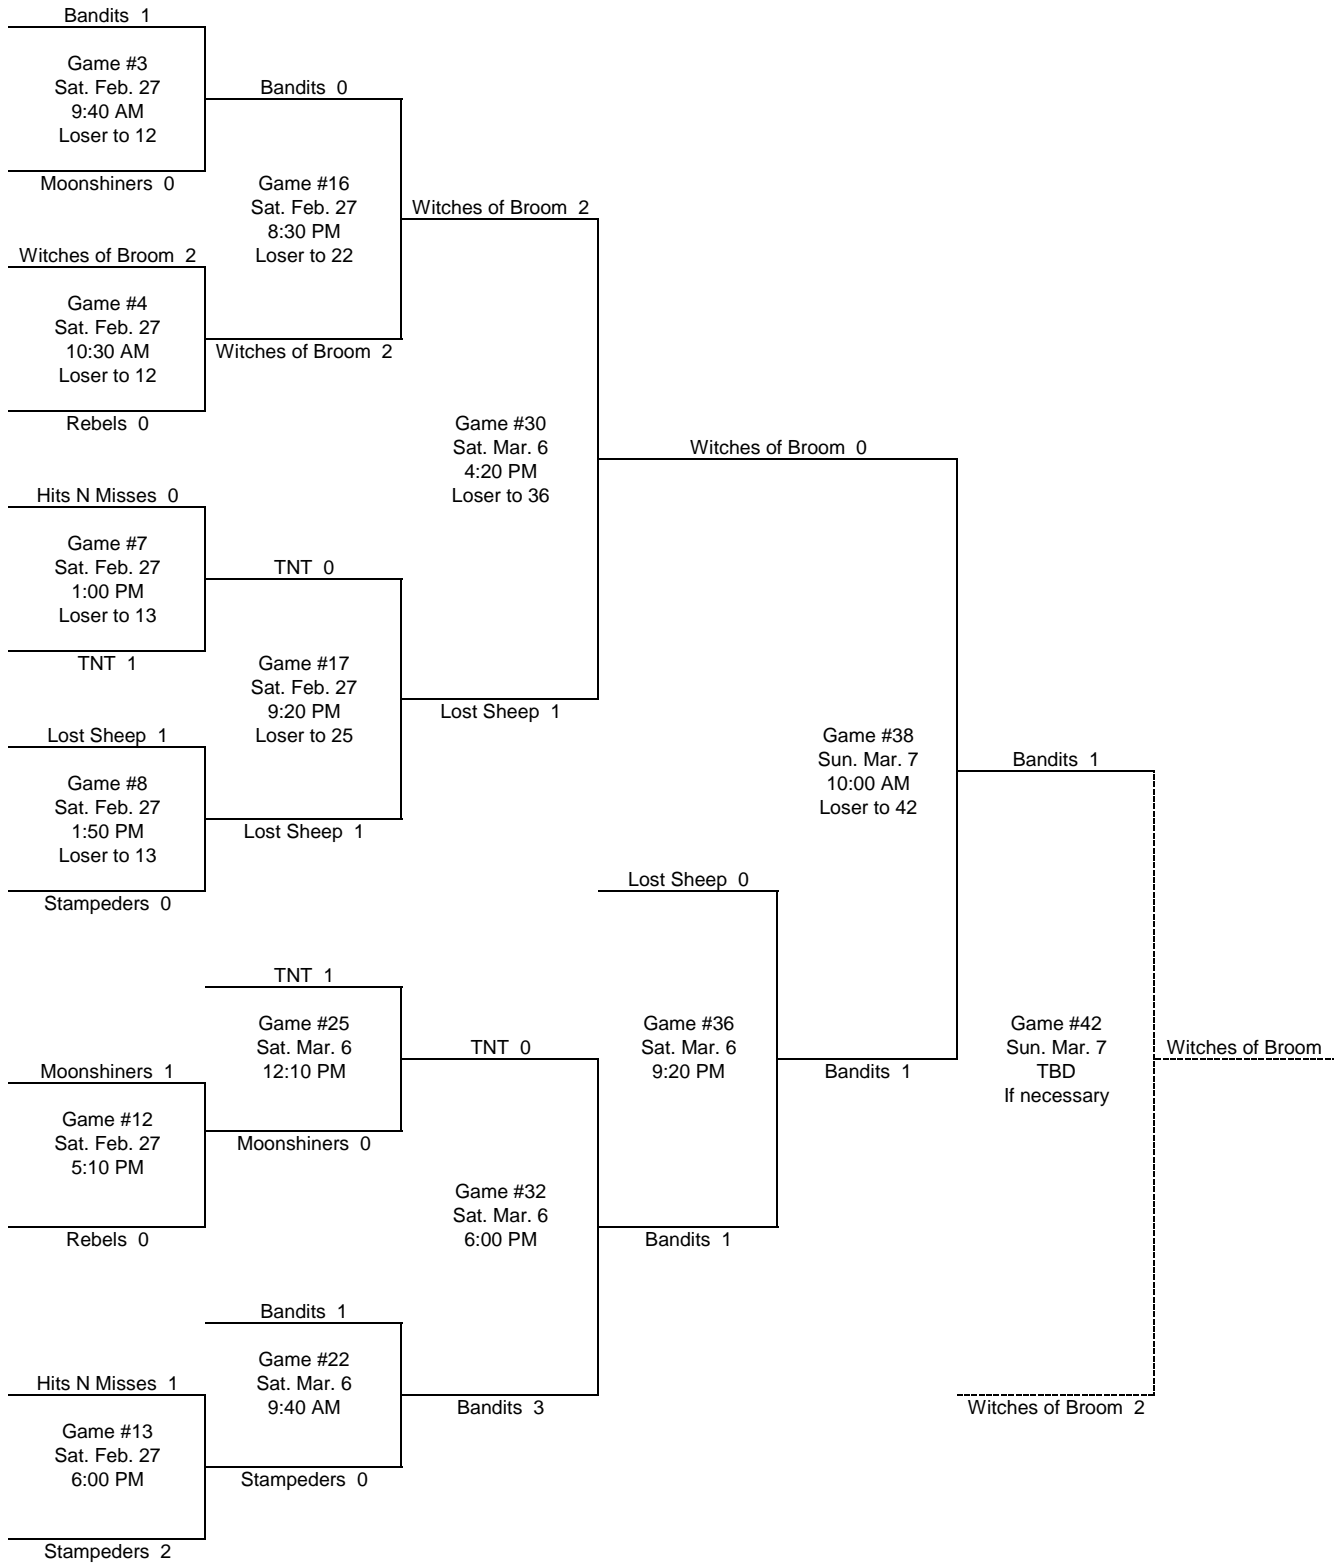 Bandits 1
Game #3
Sat. Feb. 27
9:40 AM
Loser to 12
Moonshiners 0
Witches of Broom 2
Game #4
Sat. Feb. 27
10:30 AM
Loser to 12
Rebels 0
Hits N Misses 0
Game #7
Sat. Feb. 27
1:00 PM
Loser to 13
TNT 1
Lost Sheep 1
Game #8
Sat. Feb. 27
1:50 PM
Loser to 13
Stampeders 0
Moonshiners 1
Game #12
Sat. Feb. 27
5:10 PM
Rebels 0
Hits N Misses 1
Game #13
Sat. Feb. 27
6:00 PM
Stampeders 2
Bandits 0
Game #16
Sat. Feb. 27
8:30 PM
Loser to 22
Witches of Broom 2
TNT 0
Game #17
Sat. Feb. 27
9:20 PM
Loser to 25
Lost Sheep 1
TNT 1
Game #25
Sat. Mar. 6
12:10 PM
Moonshiners 0
Bandits 1
Game #22
Sat. Mar. 6
9:40 AM
Stampeders 0
Witches of Broom 2
Game #30
Sat. Mar. 6
4:20 PM
Loser to 36
Lost Sheep 1
TNT 0
Game #32
Sat. Mar. 6
6:00 PM
Bandits 3
Lost Sheep 0
Game #36
Sat. Mar. 6
9:20 PM
Bandits 1
Witches of Broom 0
Game #38
Sun. Mar. 7
10:00 AM
Loser to 42
Bandits 1
Bandits 1
Game #42
Sun. Mar. 7
TBD
If necessary
Witches of Broom 2
Witches of Broom